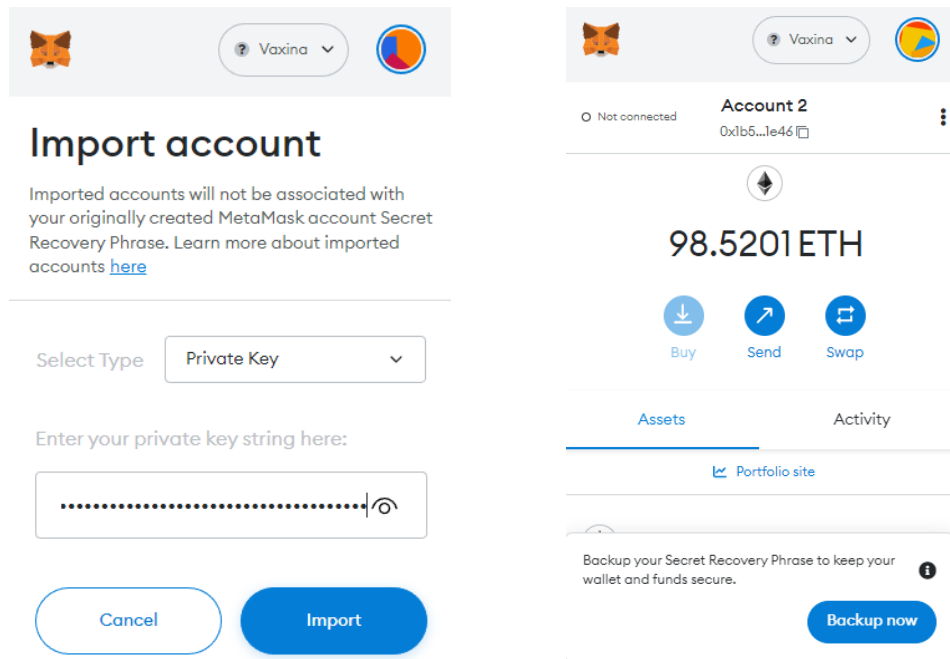 Vaxina
Import account
Imported accounts will not be associated with
your originally created MetaMask account Secret
Recovery Phrase. Learn more about imported
accounts here
Select Type
Private Key
Enter your private key string here:
Cancel
Import
Vaxina
Not connected
Account 2
0x1b5...1e46
98.5201 ETH
Buy
Send
Swap
Assets
Activity
Portfolio site
Backup your Secret Recovery Phrase to keep your
wallet and funds secure.
Backup now